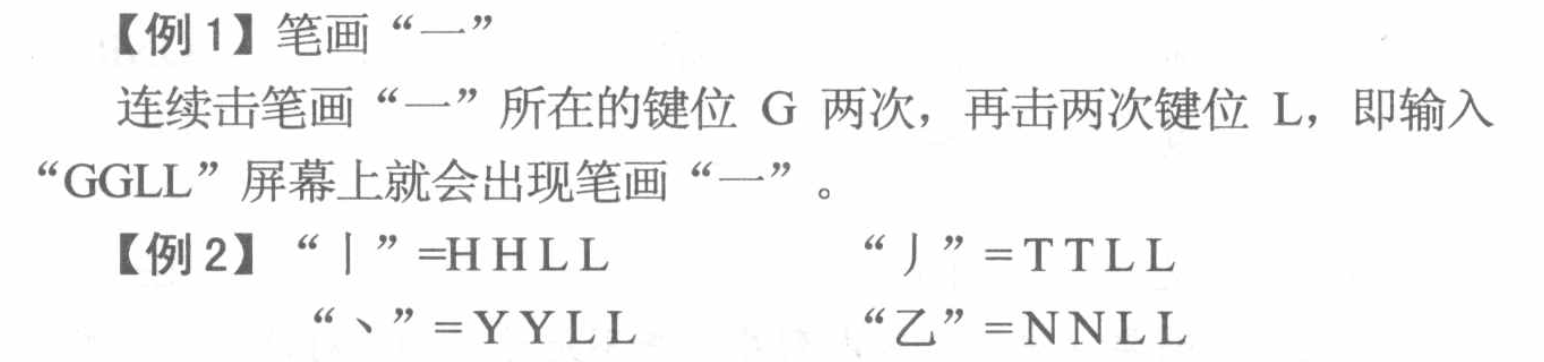 【例1】笔画“一”
连续击笔画“一”所在的键位 G 两次，再击两次键位 L，即输入
“GGLL”屏幕上就会出现笔画“一”。
【例2】“丨”=HHLL “丿”=TTLL
“丶”=YYLL “乙”=NNLL